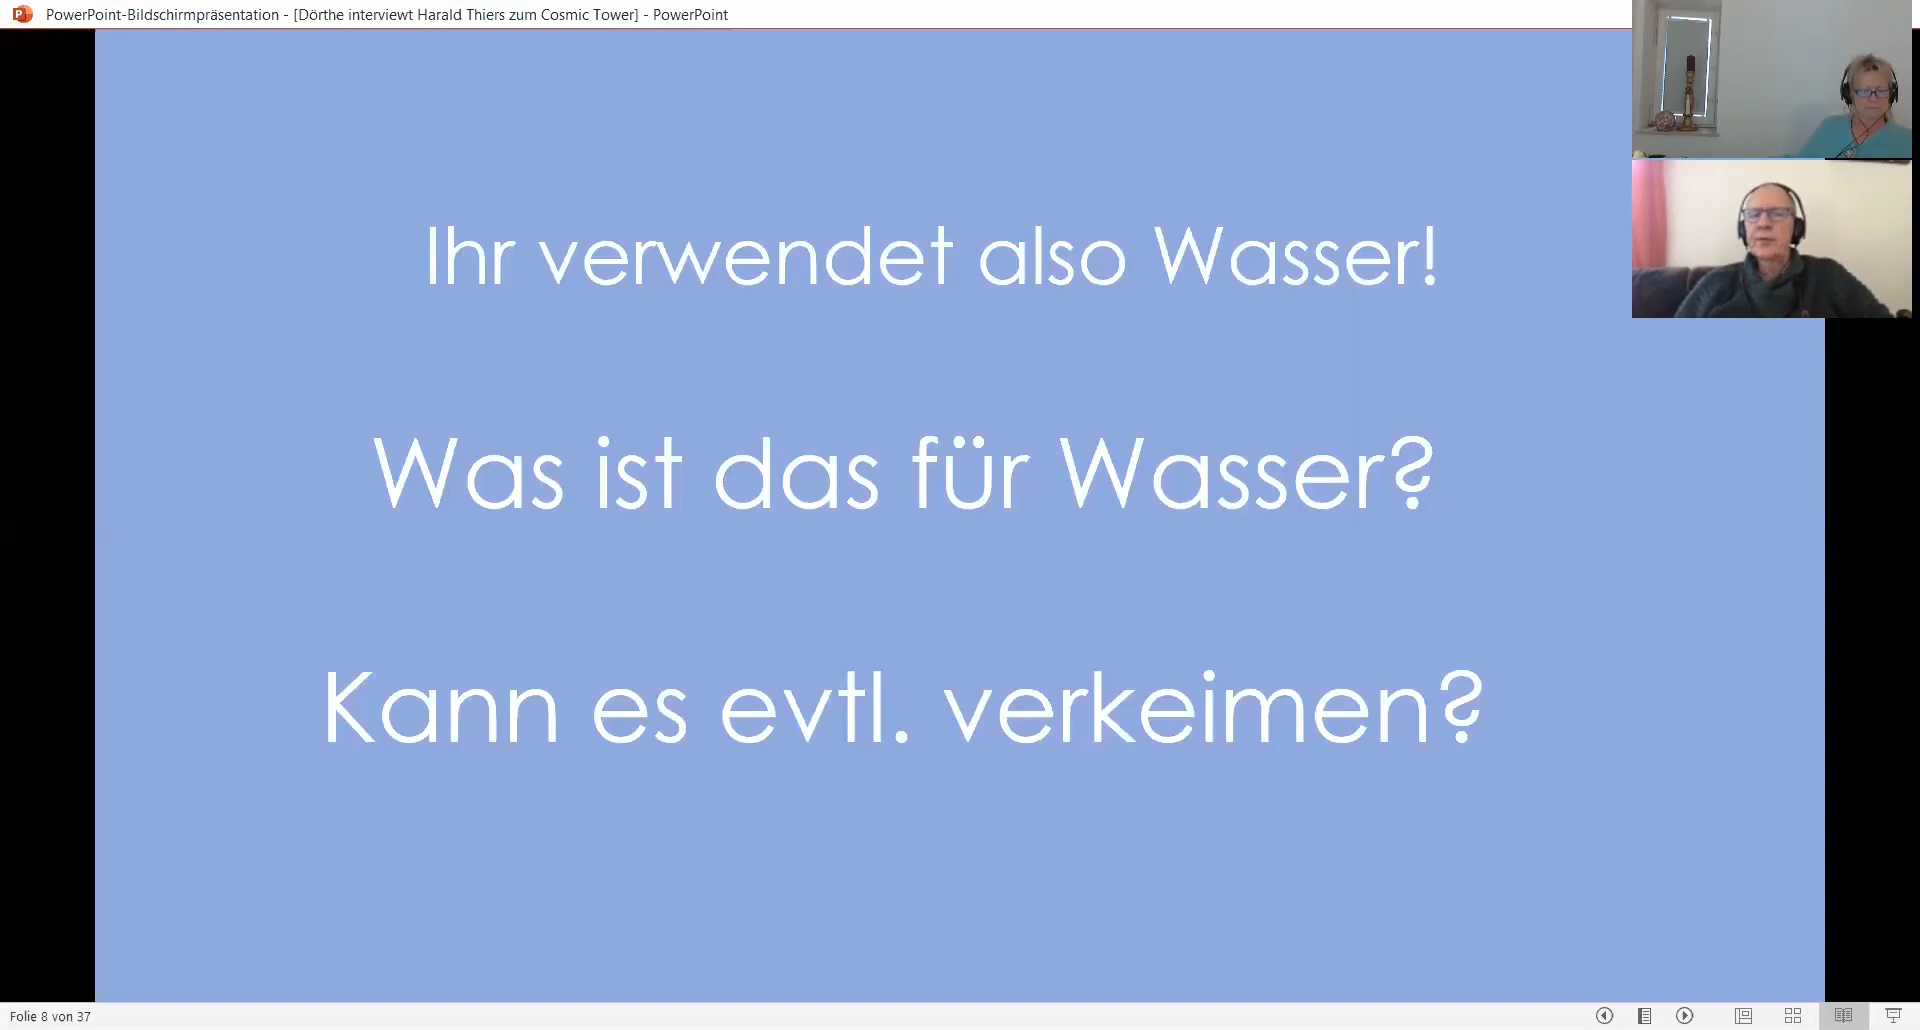 PowerPoint-Bildschirmpräsentation - [Dörthe interviewt Harald Thiers zum Cosmic Tower] - PowerPoint
Ihr verwendet also Wasser!
Was ist das für Wasser?
Kann es evtl. verkeimen?
Folie 8 von 37